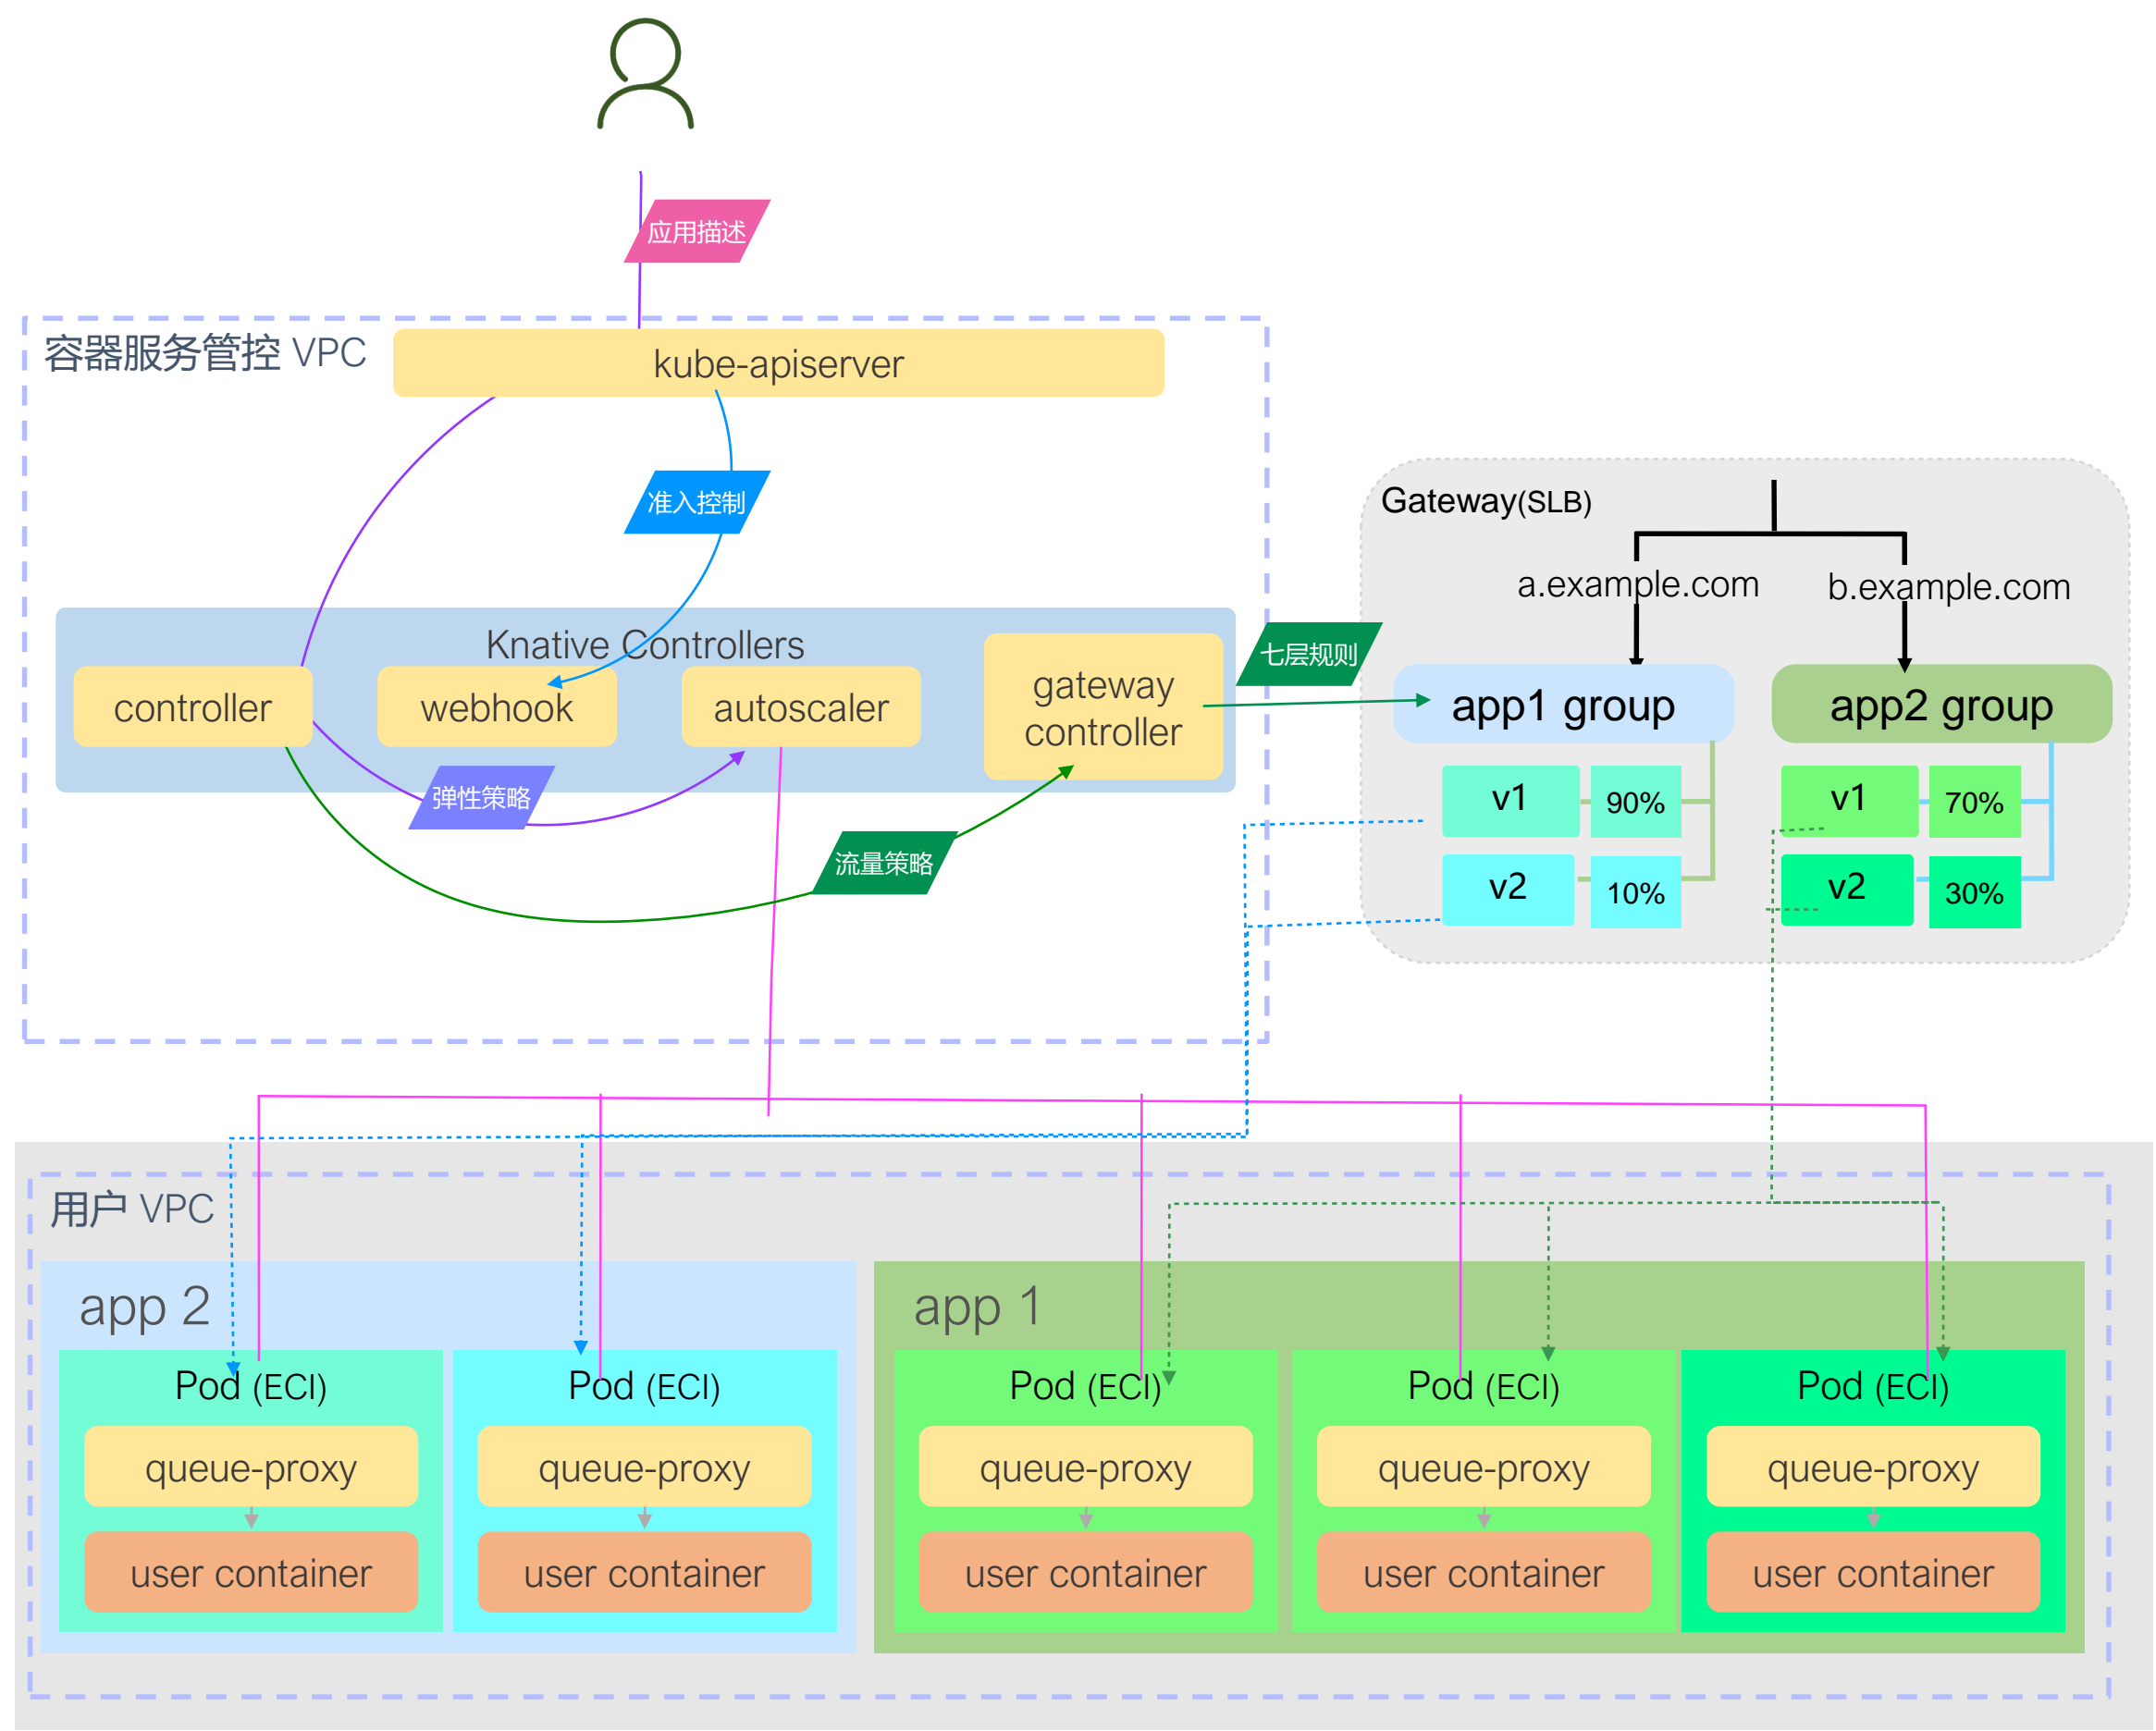 应用描述
容器服务管控 VPC
kube-apiserver
准入控制
Knative Controllers
controller
webhook
autoscaler
gateway
controller
弹性策略
流量策略
七层规则
Gateway(SLB)
a.example.com
b.example.com
app1 group
app2 group
v1
90%
v1
70%
v2
10%
v2
30%
用户 VPC
app 2
Pod (ECI)
queue-proxy
user container
Pod (ECI)
queue-proxy
user container
app 1
Pod (ECI)
queue-proxy
user container
Pod (ECI)
queue-proxy
user container
Pod (ECI)
queue-proxy
user container